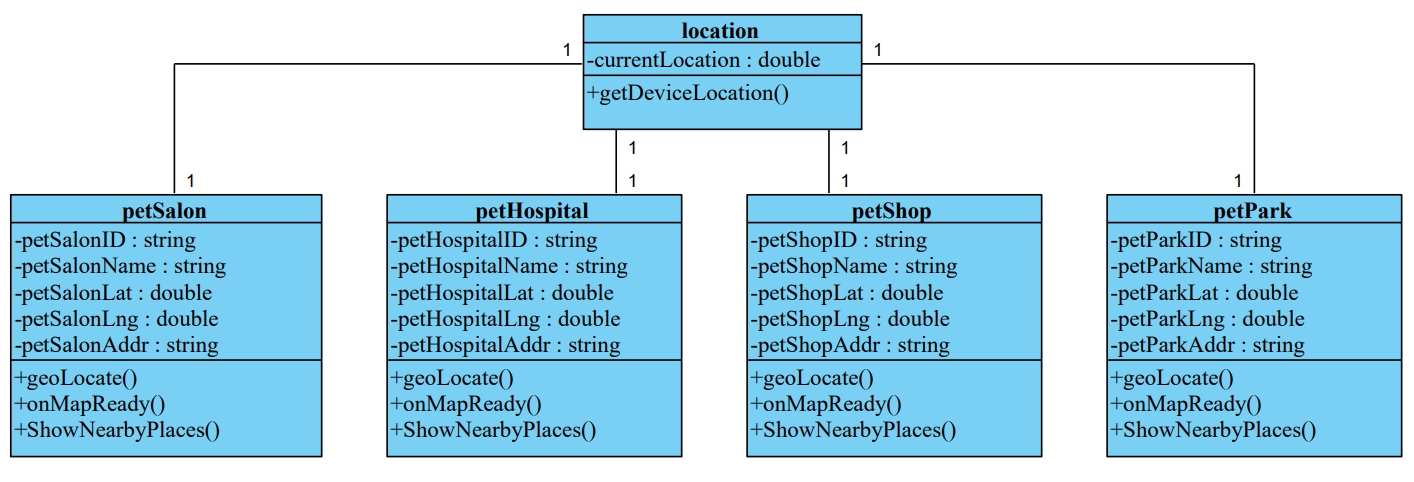 location
-currentLocation : double
+getDeviceLocation()
1
1
1
1
1
1
1
1
petSalon
-petSalonID : string
-petSalonName : string
-petSalonLat : double
-petSalonLng : double
-petSalonAddr : string
+geoLocate()
+onMapReady()
+ShowNearbyPlaces()
petHospital
-petHospitalID : string
-petHospitalName : string
-petHospitalLat : double
-petHospitalLng : double
-petHospitalAddr : string
+geoLocate()
+onMapReady()
+ShowNearbyPlaces()
petShop
-petShopID : string
-petShopName : string
-petShopLat : double
-petShopLng : double
-petShopAddr : string
+geoLocate()
+onMapReady()
+ShowNearbyPlaces()
petPark
-petParkID : string
-petParkName : string
-petParkLat : double
-petParkLng : double
-petParkAddr : string
+geoLocate()
+onMapReady()
+ShowNearbyPlaces()